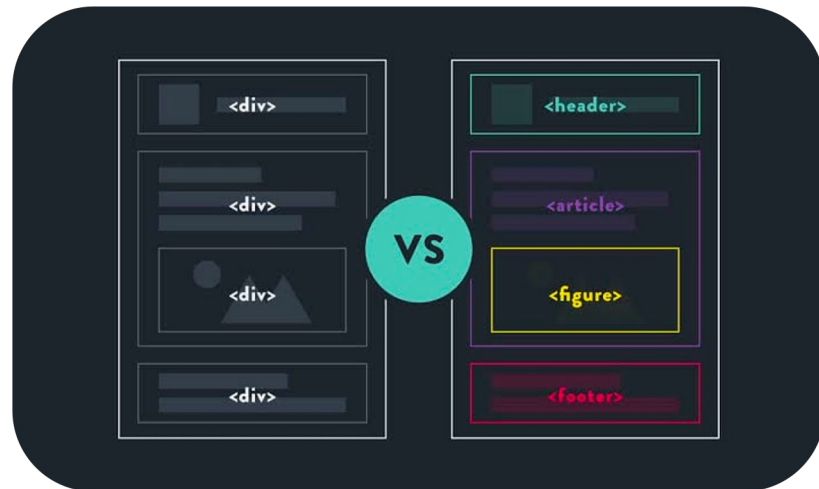 <div>
<div>
<div>
<div>
VS
<header>
<article>
<figure>
<footer>